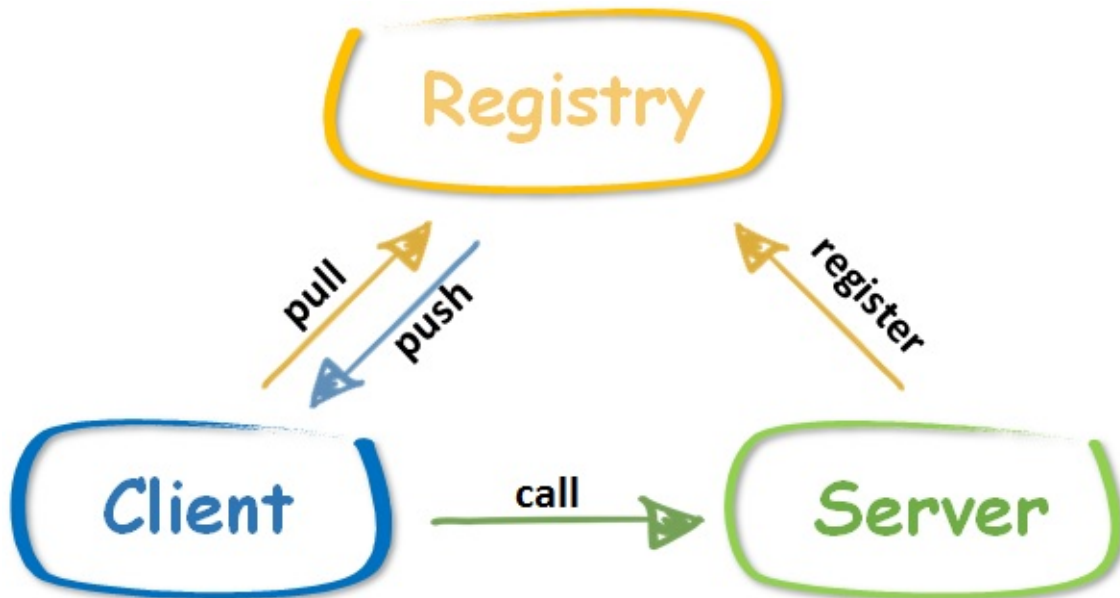 Registry
pull
push
register
Client
call
Server